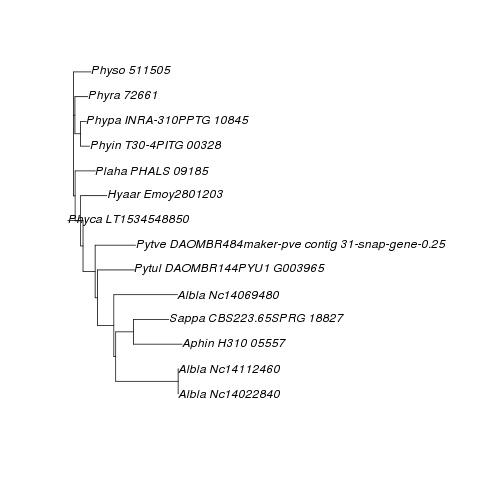 Physo 511505
Phyra 72661
Phypa INRA-310PPTG 10845
Phyin T30-4PITG 00328
Plaha PHALS 09185
Hyaar Emoy2801203
Phyca LT1534548850
Pytve DAOMBR484maker-pve contig 31-snap-gene-0.25
Pytul DAOMBR144PYU1 G003965
Albla Nc14069480
Sappa CBS223.65SPRG 18827
Aphin H310 05557
Albla Nc14112460
Albla Nc14022840